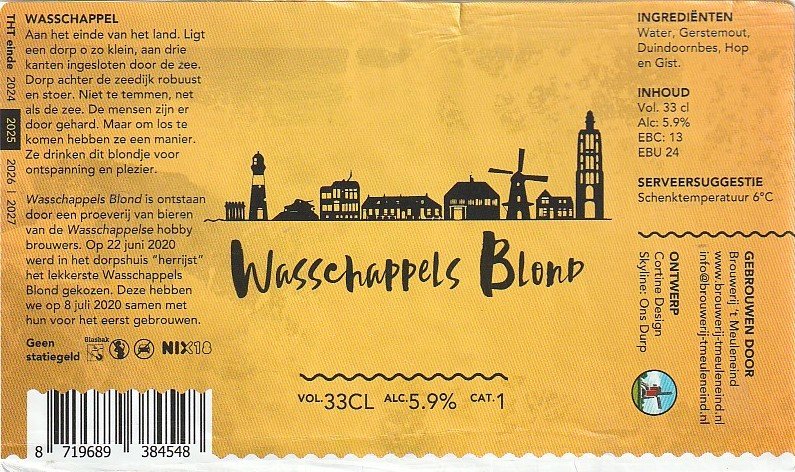 THT einde 2024 2025 2026 | 2027
WASSCHAPPEL
Aan het einde van het land. Ligt
een dorp o zo klein, aan drie
kanten ingesloten door de zee.
Dorp achter de zeedijk robuust
en stoer. Niet te temmen, net
als de zee. De mensen zijn er
door gehard. Maar om los te
komen hebben ze een manier.
Ze drinken dit blondje voor
ontspanning en plezier.
Wasschappels Blond is ontstaan
door een proeverij van bieren
van de Wasschappelse hobby
brouwers. Op 22 juni 2020
werd in het dorpshuis "herrijst"
het lekkerste Wasschappels
Blond gekozen. Deze hebben
we op 8 juli 2020 samen met
hun voor het eerst gebrouwen.
Geen
statiegeld
Glasbak
NIX18
8 719689 384548
Wasschappels Blond
VOL.33CL ALC.5.9% CAT.1
INGREDIËNTEN
Water, Gerstemout,
Duindoornbes, Hop
en Gist.
INHOUD
Vol. 33 cl
Alc: 5.9%
EBC: 13
EBU 24
SERVEERSUGGESTIE
Schenktemperatuur 6°C
GEBROUWEN DOOR
Brouwerij 't Meuleneind
www.brouwerij-tmeuleneind.nl
info@brouwerij-tmeuleneind.nl
ONTWERP
Cortine Design
Skyline: Ons Durp